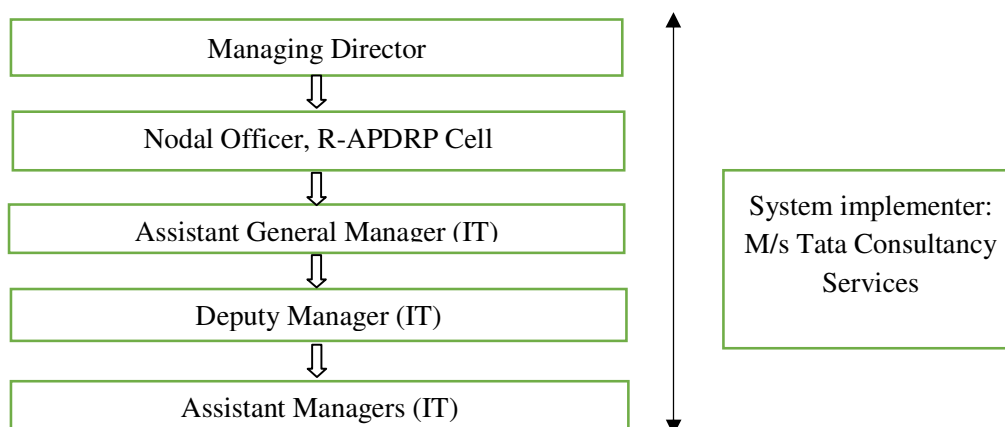 Managing Director
Nodal Officer, R-APDRP Cell
Assistant General Manager (IT)
Deputy Manager (IT)
Assistant Managers (IT)
System implementer:
M/s Tata Consultancy
Services